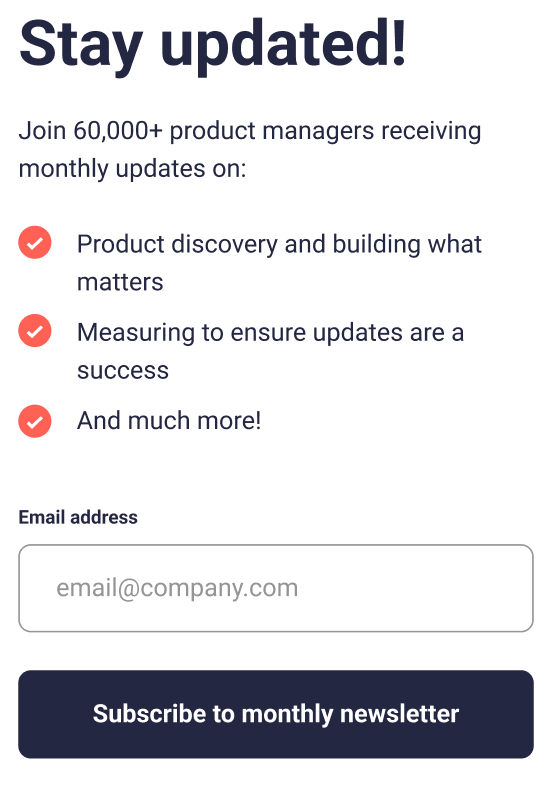 Stay updated!
Join 60,000+ product managers receiving
monthly updates on:
Product discovery and building what
matters
Measuring to ensure updates are a
success
And much more!
Email address
email@company.com
Subscribe to monthly newsletter